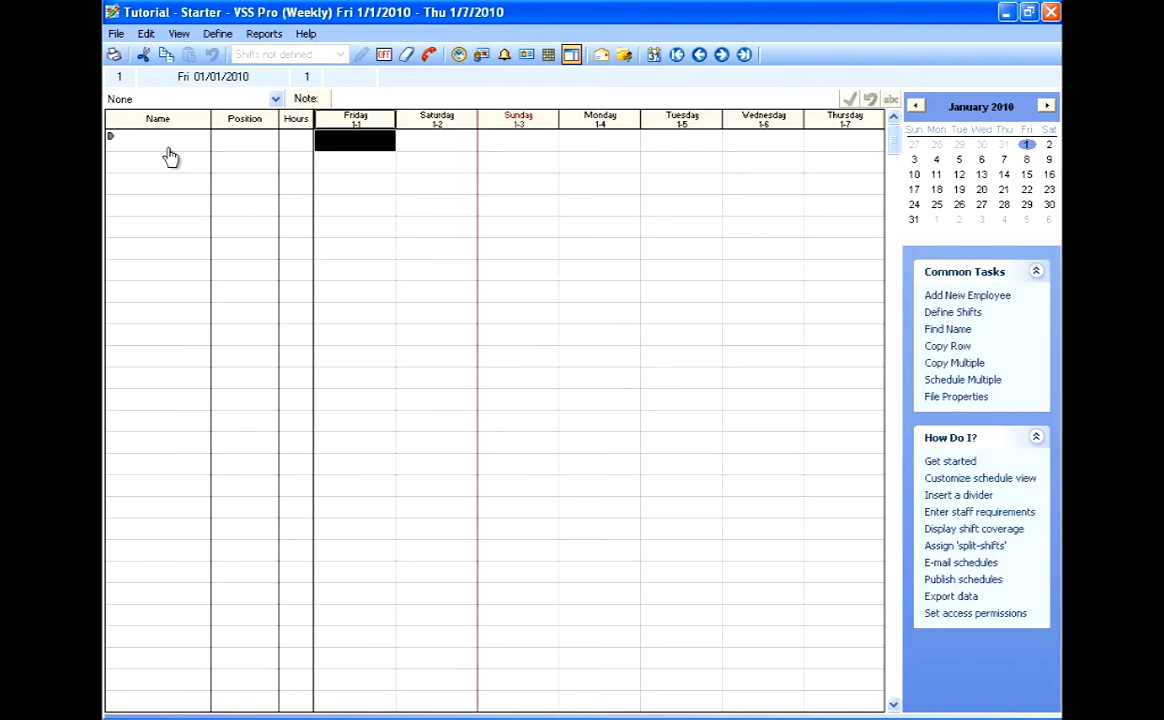 Tutorial - Starter - VSS Pro (Weekly) Fri 1/1/2010 - Thu 1/7/2010
File Edit View Define Reports Help
Shifts not defined OFF 31
1 Fri 01/01/2010 1
None Note: abc
Name Position Hours Friday Saturday Sunday Monday Tuesday Wednesday Thursday
1-1 1-2 1-3 1-4 1-5 1-6 1-7
January 2010
Sun Mon Tue Wed Thu Fri Sat
27 28 29 30 31 1 2
3 4 5 6 7 8 9
10 11 12 13 14 15 16
17 18 19 20 21 22 23
24 25 26 27 28 29 30
31 1 2 3 4 5 6
Common Tasks
Add New Employee
Define Shifts
Find Name
Copy Row
Copy Multiple
Schedule Multiple
File Properties
How Do I?
Get started
Customize schedule view
Insert a divider
Enter staff requirements
Display shift coverage
Assign 'split-shifts'
E-mail schedules
Publish schedules
Export data
Set access permissions